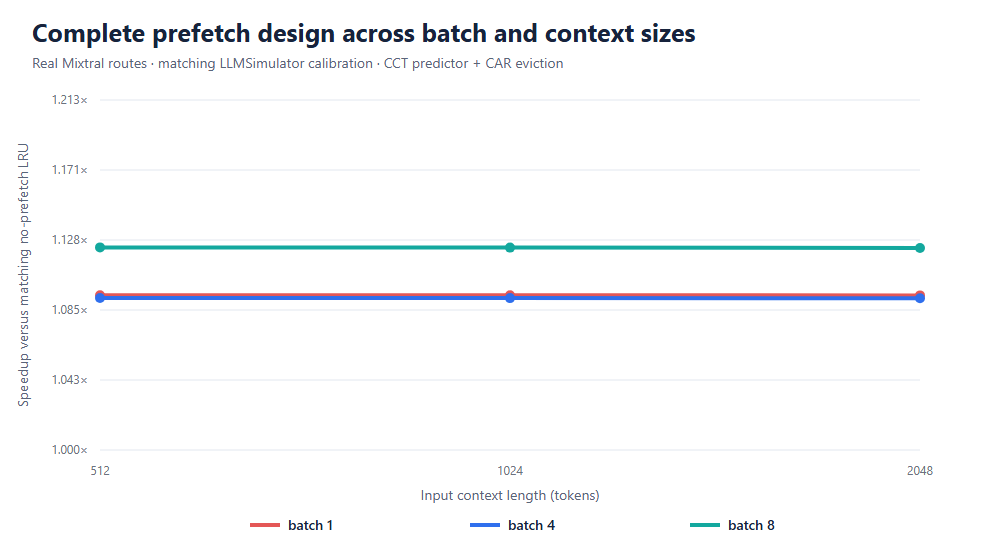 Complete prefetch design across batch and context sizes
Real Mixtral routes · matching LLMSimulator calibration · CCT predictor + CAR eviction
Speedup versus matching no-prefetch LRU
1.213×
1.171×
1.128×
1.085×
1.043×
1.000×
512 1024 2048
Input context length (tokens)
batch 1 batch 4 batch 8